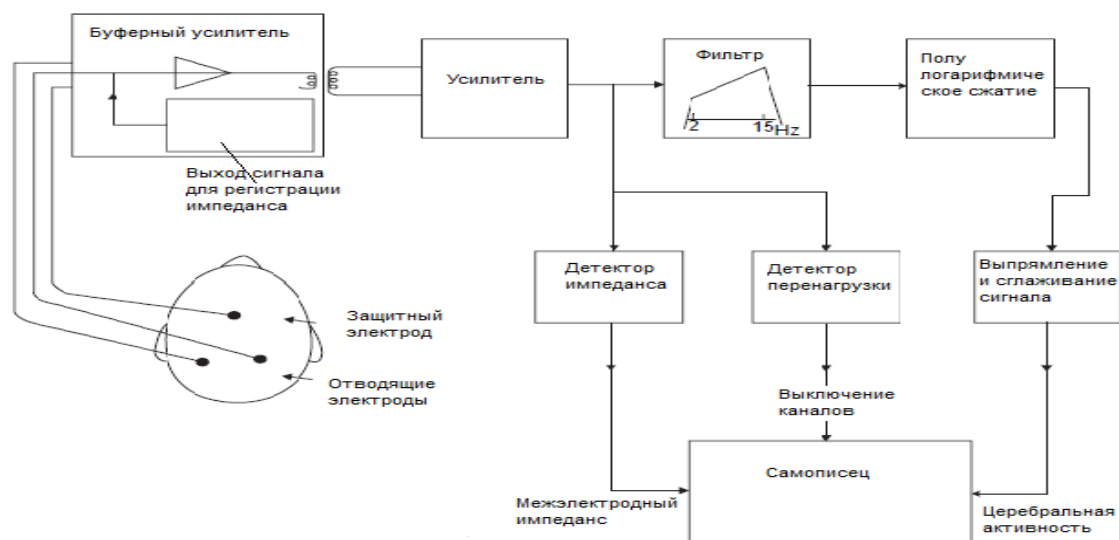 Буферный усилитель
Усилитель
Фильтр
2
15Hz
Полу
логарифмиче
ское сжатие
Выход сигнала
для регистрации
импеданса
Детектор
импеданса
Детектор
перенагрузки
Выпрямление
и сглаживание
сигнала
Защитный
электрод
Отводящие
электроды
Выключение
каналов
Самописец
Межэлектродный
импеданс
Церебральная
активность